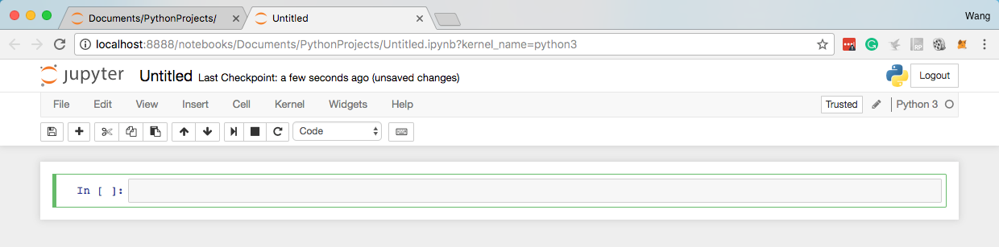 Documents/PythonProjects/ Untitled Wang
localhost:8888/notebooks/Documents/PythonProjects/Untitled.ipynb?kernel_name=python3
jupyter Untitled Last Checkpoint: a few seconds ago (unsaved changes) Logout
File Edit View Insert Cell Kernel Widgets Help Trusted Python 3
Code
In [ ]: